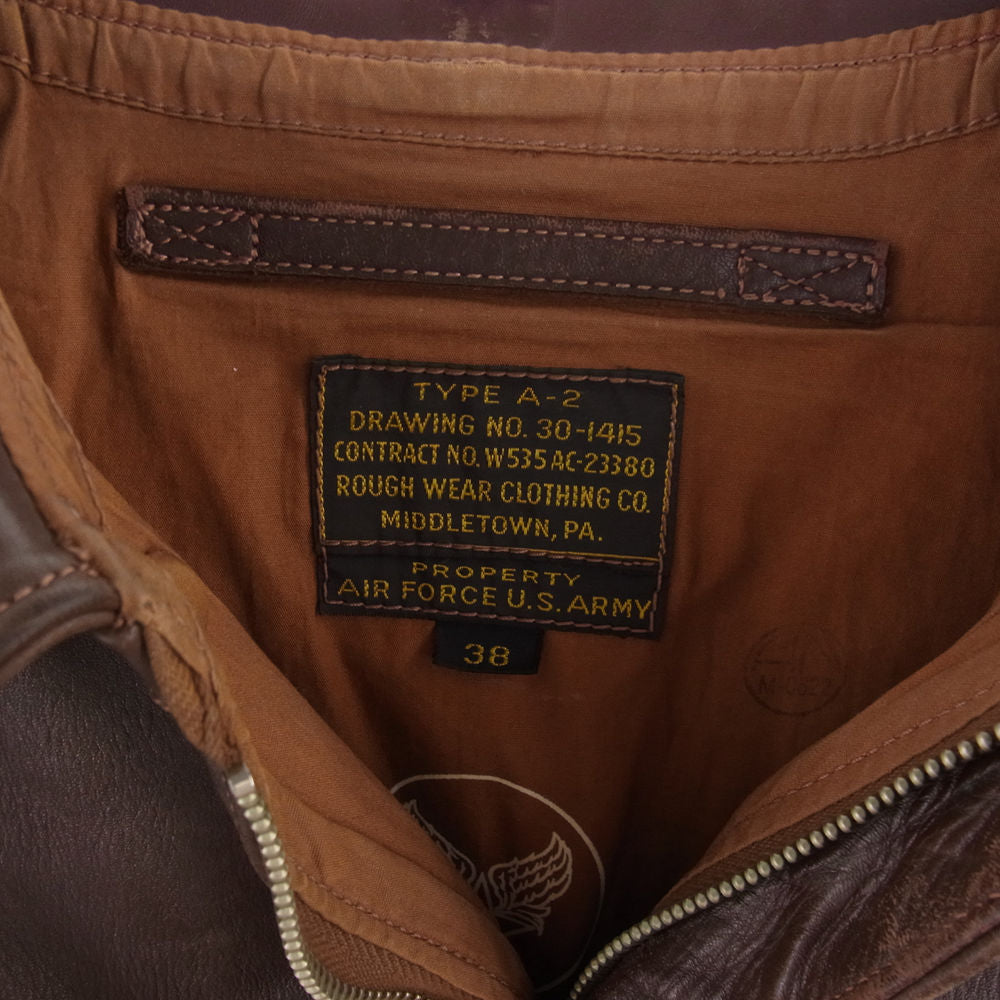 TYPE A-2
DRAWING NO. 30-1415
CONTRACT NO. W535 AC-23380
ROUGH WEAR CLOTHING CO.
MIDDLETOWN, PA.
PROPERTY
AIR FORCE U.S. ARMY
38